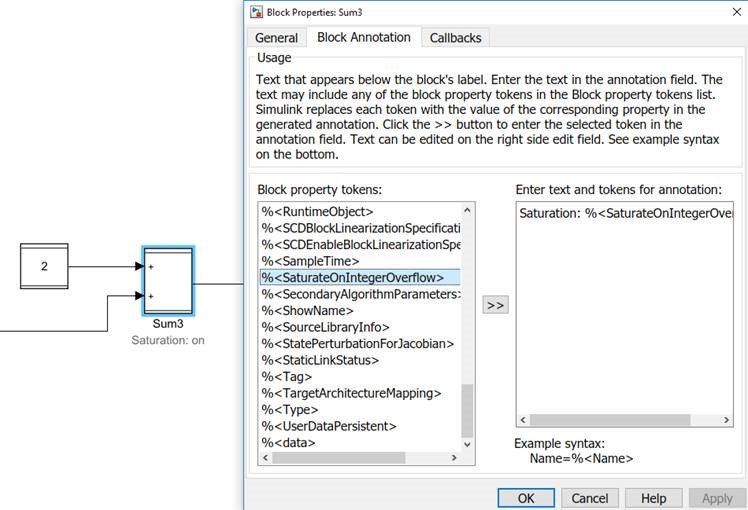 Block Properties: Sum3
General
Block Annotation
Callbacks
Usage
Text that appears below the block's label. Enter the text in the annotation field. The
text may include any of the block property tokens in the Block property tokens list.
Simulink replaces each token with the value of the corresponding property in the
generated annotation. Click the >> button to enter the selected token in the
annotation field. Text can be edited on the right side edit field. See example syntax
on the bottom.
Block property tokens:
%<RuntimeObject>
%<SCDBlockLinearizationSpecificati
%<SCDEnableBlockLinearizationSpe
%<SampleTime>
%<SaturateOnIntegerOverflow>
%<SecondaryAlgorithmParameters>
%<ShowName>
%<SourceLibraryInfo>
%<StatePerturbationForJacobian>
%<StaticLinkStatus>
%<Tag>
%<TargetArchitectureMapping>
%<Type>
%<UserDataPersistent>
%<data>
>>
Enter text and tokens for annotation:
Saturation: %<SaturateOnIntegerOver
Example syntax:
Name=%<Name>
OK
Cancel
Help
Apply
2
+
+
Sum3
Saturation: on